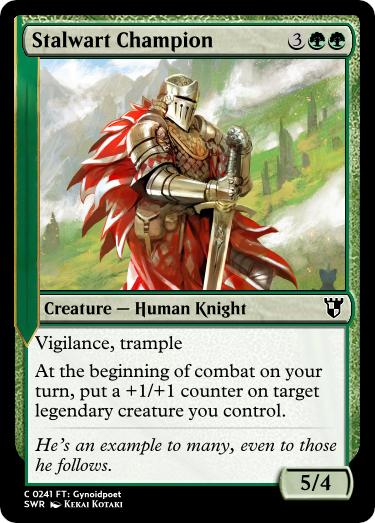 Stalwart Champion 3
Creature — Human Knight
Vigilance, trample
At the beginning of combat on your
turn, put a +1/+1 counter on target
legendary creature you control.
He's an example to many, even to those
he follows.
5/4
C 0241 FT: Gynoidpoet
SWR Kekai Kotaki